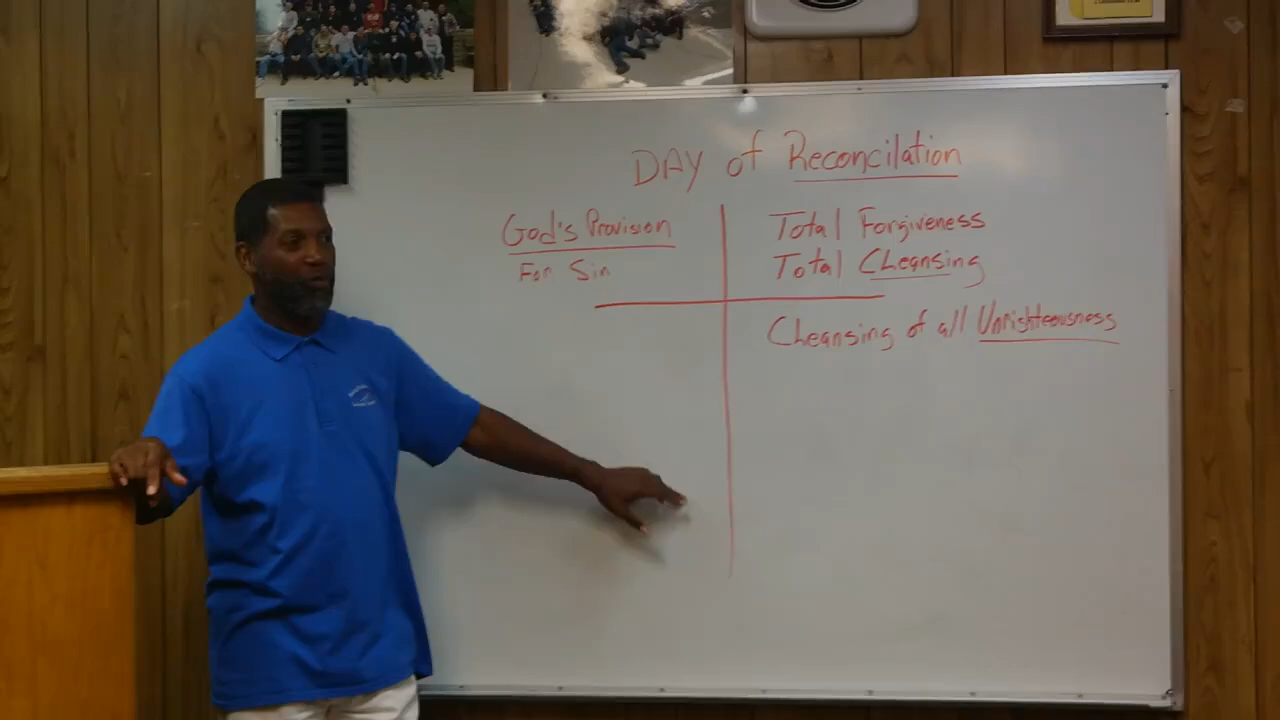 DAY of Reconcilation
God's Provision
For Sin
Total Forgiveness
Total Cleansing
Cleansing of all Unrighteousness